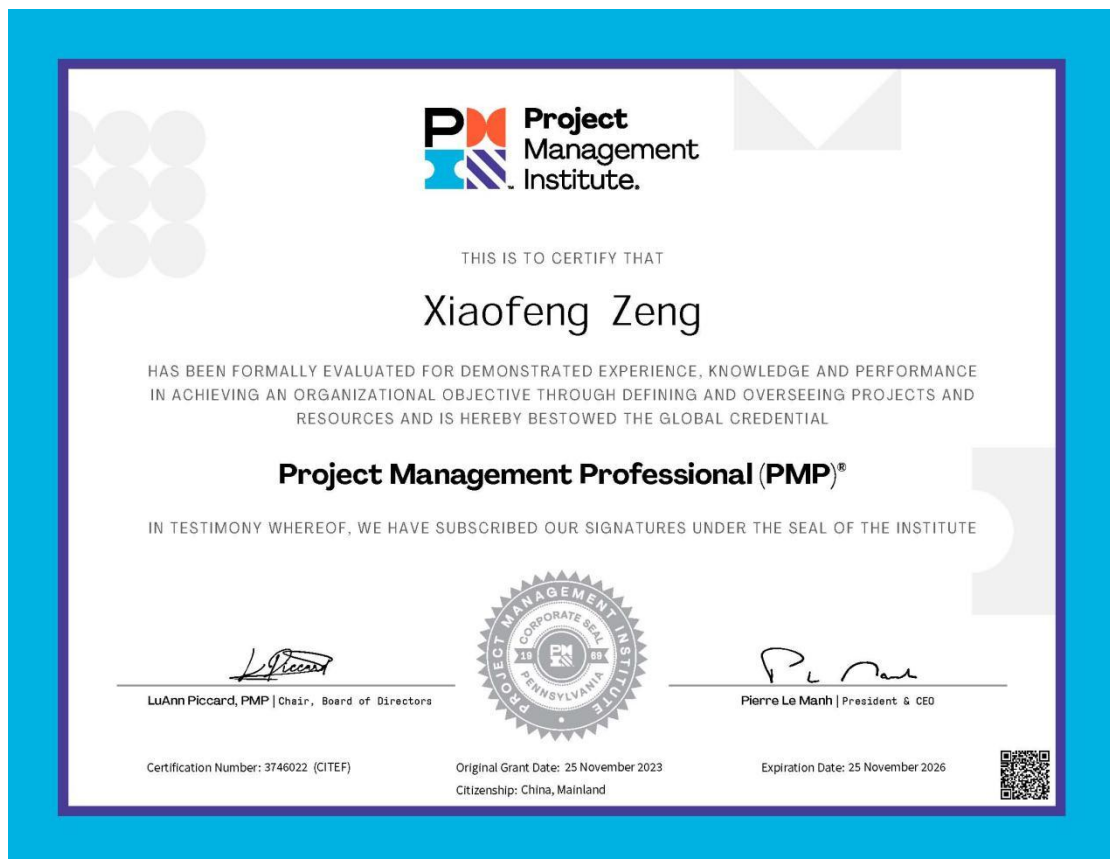 PM
Project
Management
Institute.
THIS IS TO CERTIFY THAT
Xiaofeng Zeng
HAS BEEN FORMALLY EVALUATED FOR DEMONSTRATED EXPERIENCE, KNOWLEDGE AND PERFORMANCE
IN ACHIEVING AN ORGANIZATIONAL OBJECTIVE THROUGH DEFINING AND OVERSEEING PROJECTS AND
RESOURCES AND IS HEREBY BESTOWED THE GLOBAL CREDENTIAL
Project Management Professional (PMP)®
IN TESTIMONY WHEREOF, WE HAVE SUBSCRIBED OUR SIGNATURES UNDER THE SEAL OF THE INSTITUTE
PROJECT MANAGEMENT INSTITUTE
CORPORATE SEAL
19 69
PENNSYLVANIA
LuAnn Piccard, PMP | Chair, Board of Directors
Pierre Le Manh | President & CEO
Certification Number: 3746022 (CITEF)
Original Grant Date: 25 November 2023
Expiration Date: 25 November 2026
Citizenship: China, Mainland